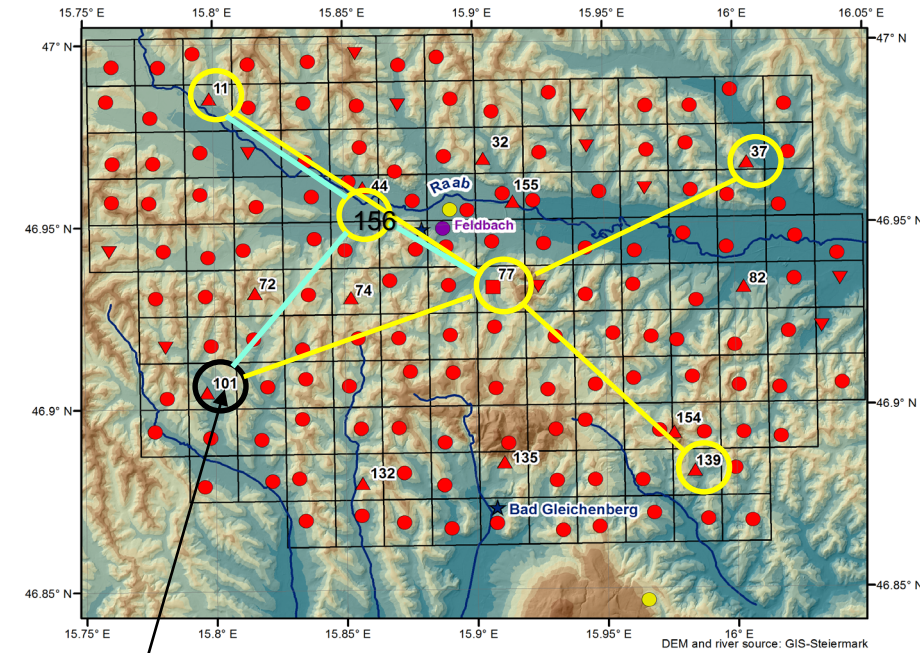 15.75° E 15.8° E 15.85° E 15.9° E 15.95° E 16° E 16.05° E
47° N 47° N
11
32
37
44
Raab
155
156
Feldbach
46.95° N 46.95° N
77
72
74
82
101
46.9° N 46.9° N
154
135
139
132
Bad Gleichenberg
46.85° N 46.85° N
15.75° E 15.8° E 15.85° E 15.9° E 15.95° E 16° E
DEM and river source: GIS-Steiermark